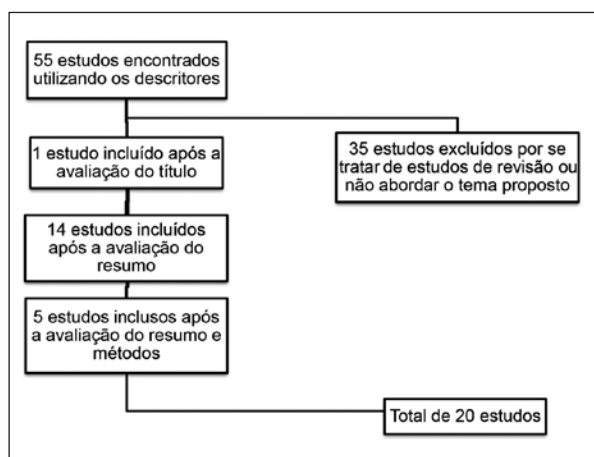 55 estudos encontrados
utilizando os descritores
1 estudo incluído após a
avaliação do título
35 estudos excluídos por se
tratar de estudos de revisão ou
não abordar o tema proposto
14 estudos incluídos
após a avaliação do
resumo
5 estudos inclusos após
a avaliação do resumo e
métodos
Total de 20 estudos